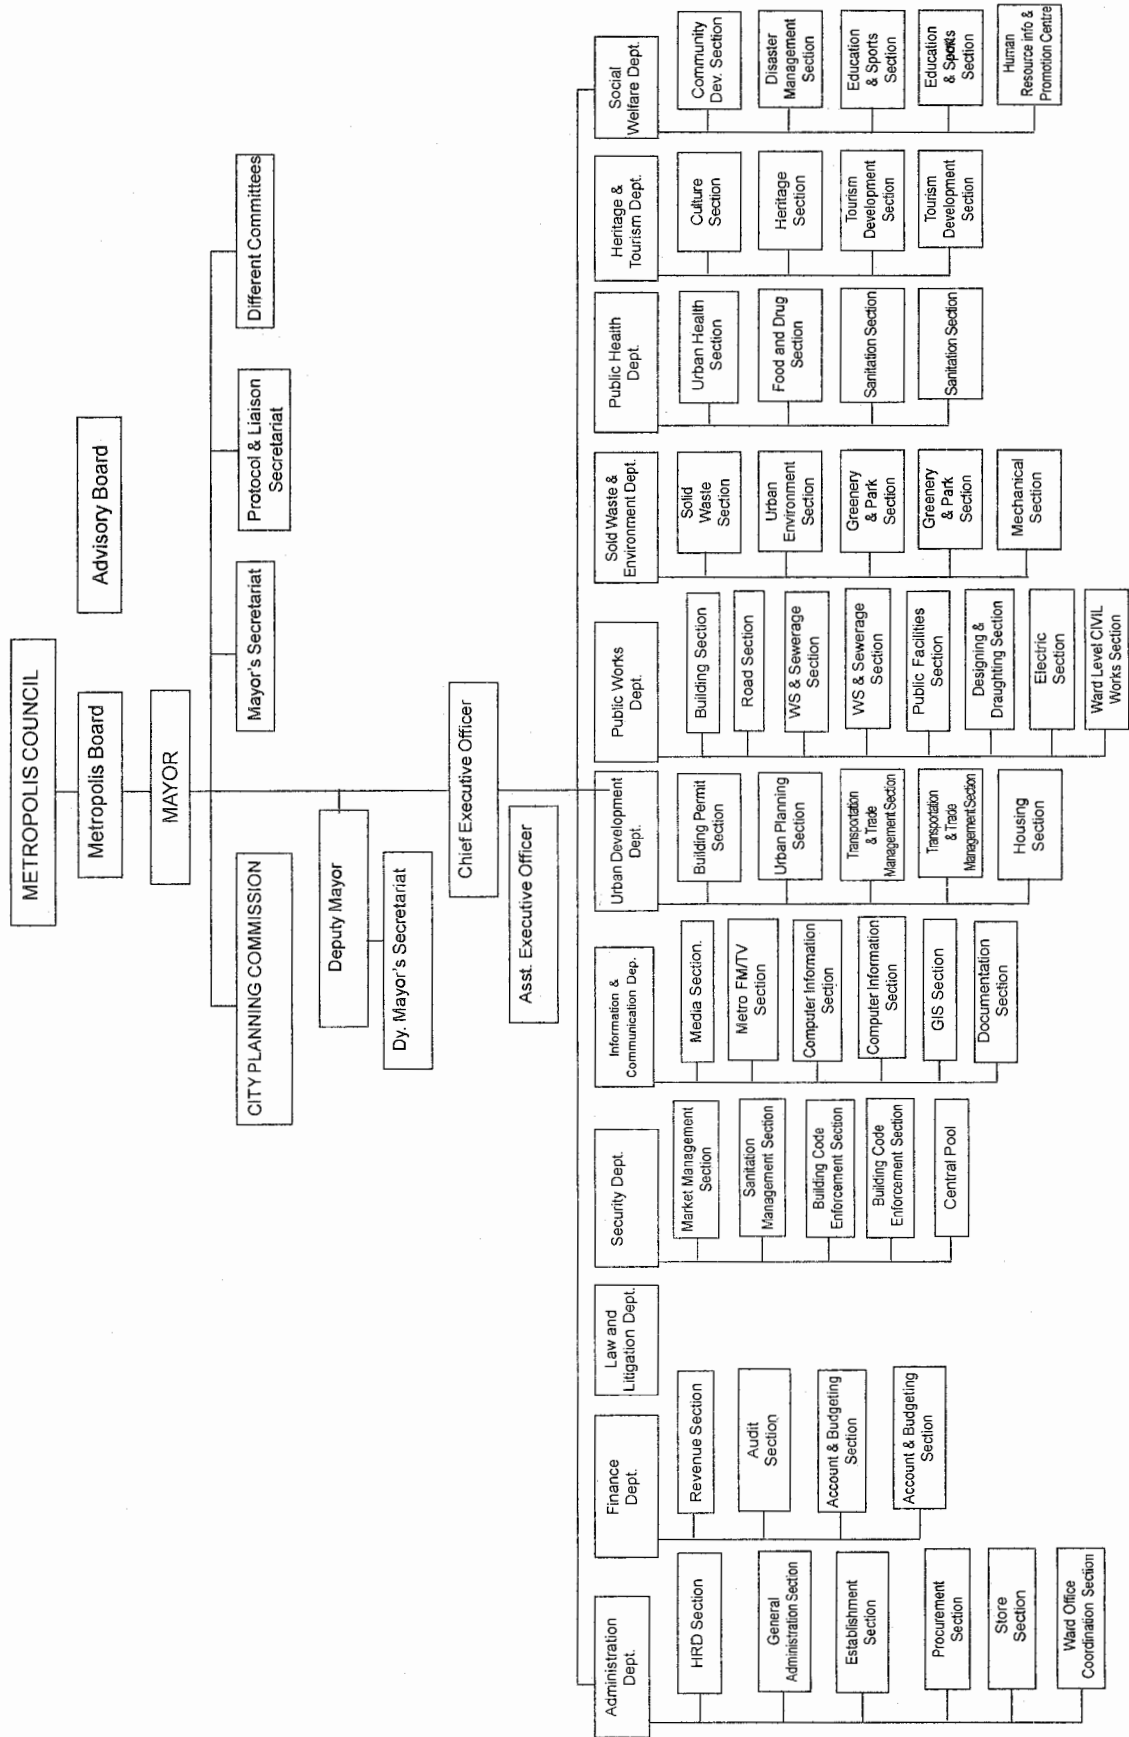 METROPOLIS COUNCIL
Metropolis Board
Advisory Board
MAYOR
CITY PLANNING COMMISSION
Mayor's Secretariat
Protocol & Liaison
Secretariat
Different Committees
Deputy Mayor
Dy. Mayor's Secretariat
Chief Executive Officer
Asst. Executive Officer
Administration
Dept.
HRD Section
General
Administration Section
Establishment
Section
Procurement
Section
Store
Section
Ward Office
Coordination Section
Finance
Dept.
Revenue Section
Audit
Section
Account & Budgeting
Section
Account & Budgeting
Section
Law and
Litigation Dept.
Security Dept.
Market Management
Section
Sanitation
Management Section
Building Code
Enforcement Section
Building Code
Enforcement Section
Central Pool
Information &
Communication Dep.
Media Section.
Metro FM/TV
Section
Computer Information
Section
Computer Information
Section
GIS Section
Documentation
Section
Urban Development
Dept.
Building Permit
Section
Urban Planning
Section
Transportation
& Trade
Management Section
Transportation
& Trade
Management Section
Housing
Section
Public Works
Dept.
Building Section
Road Section
WS & Sewerage
Section
WS & Sewerage
Section
Public Facilities
Section
Designing &
Draughting Section
Electric
Section
Ward Level CIVIL
Works Section
Sold Waste &
Environment Dept.
Solid
Waste
Section
Urban
Environment
Section
Greenery
& Park
Section
Greenery
& Park
Section
Mechanical
Section
Public Health
Dept.
Urban Health
Section
Food and Drug
Section
Sanitation Section
Sanitation Section
Heritage &
Tourism Dept.
Culture
Section
Heritage
Section
Tourism
Development
Section
Tourism
Development
Section
Social
Welfare Dept.
Community
Dev. Section
Disaster
Management
Section
Education
& Sports
Section
Education
& Sports
Section
Human
Resource info &
Promotion Centre